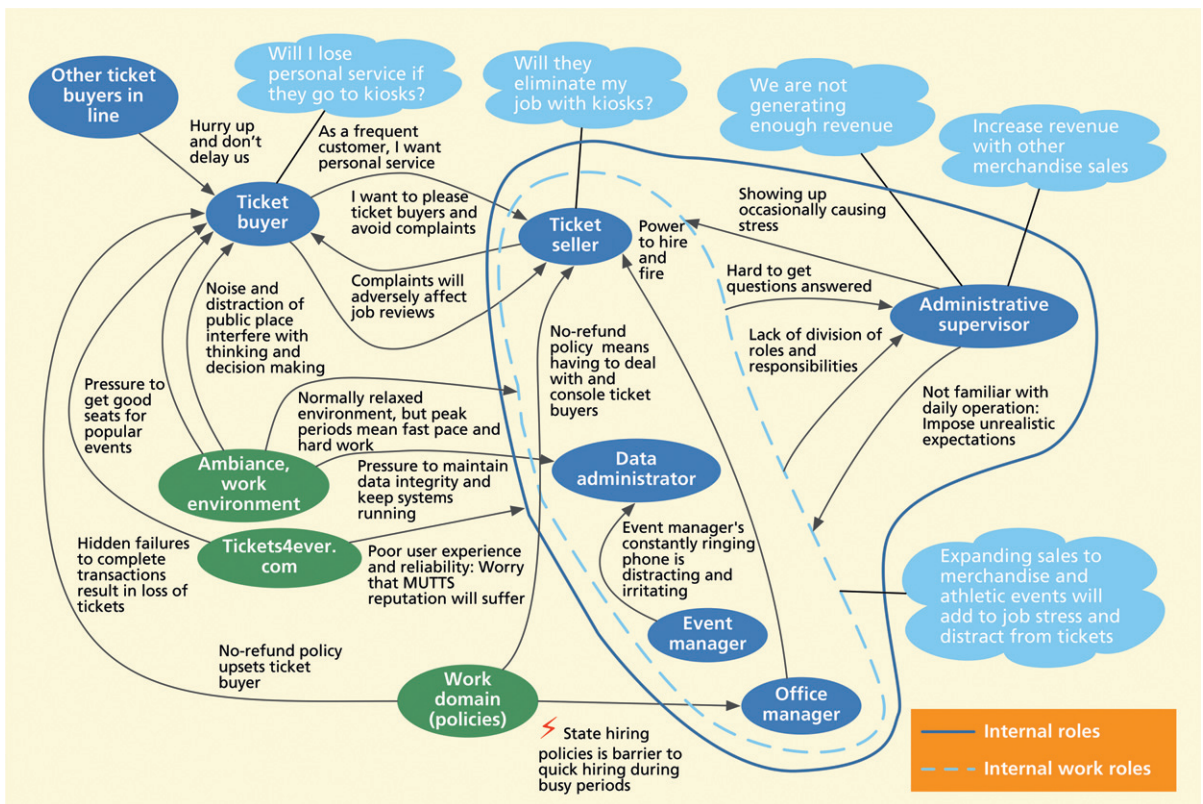 Other ticket
buyers in
line
Will I lose
personal service if
they go to kiosks?
Will they
eliminate my
job with kiosks?
We are not
generating
enough revenue
Increase revenue
with other
merchandise sales
Hurry up
and don't
delay us
As a frequent
customer, I want
personal service
Ticket
buyer
I want to please
ticket buyers and
avoid complaints
Ticket
seller
Power
to hire
and
fire
Showing up
occasionally causing
stress
Hard to get
questions answered
Administrative
supervisor
Noise and
distraction of
public place
interfere with
thinking and
decision making
Complaints will
adversely affect
job reviews
No-refund
policy means
having to deal
with and
console ticket
buyers
Lack of division of
roles and
responsibilities
Not familiar with
daily operation:
Impose unrealistic
expectations
Pressure to
get good
seats for
popular
events
Normally relaxed
environment, but peak
periods mean fast pace and
hard work
Ambiance,
work
environment
Pressure to maintain
data integrity and
keep systems
running
Data
administrator
Tickets4ever.
com
Hidden failures
to complete
transactions
result in loss of
tickets
Poor user experience
and reliability: Worry
that MUTTS
reputation will suffer
Event manager's
constantly ringing
phone is
distracting and
irritating
Expanding sales to
merchandise and
athletic events will
add to job stress and
distract from tickets
Event
manager
No-refund policy
upsets ticket
buyer
Work
domain
(policies)
Office
manager
State hiring
policies is barrier to
quick hiring during
busy periods
Internal roles
Internal work roles